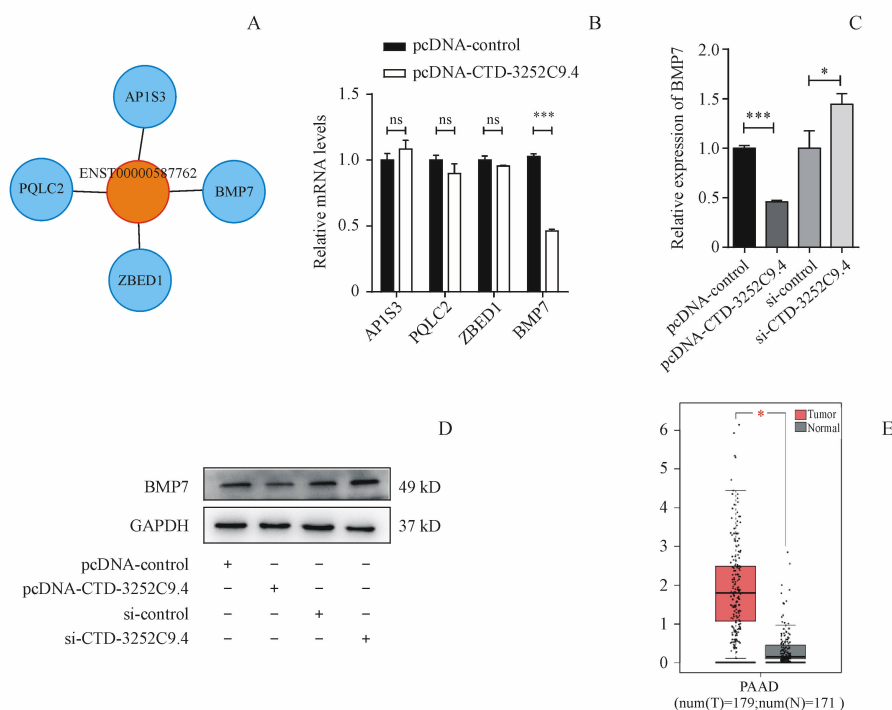 A
AP1S3
ENST00000587762
PQLC2
BMP7
ZBED1
B
pcDNA-control
pcDNA-CTD-3252C9.4
Relative mRNA levels
1.5
1.0
0.5
0
ns
ns
ns
***
AP1S3
PQLC2
ZBED1
BMP7
C
Relative expression of BMP7
2.0
1.5
1.0
0.5
0
***
*
pcDNA-control
pcDNA-CTD-3252C9.4
si-control
si-CTD-3252C9.4
D
BMP7 49 kD
GAPDH 37 kD
pcDNA-control + − − −
pcDNA-CTD-3252C9.4 − + − −
si-control − − + −
si-CTD-3252C9.4 − − − +
E
Tumor
Normal
*
6
5
4
3
2
1
0
PAAD
(num(T)=179;num(N)=171 )